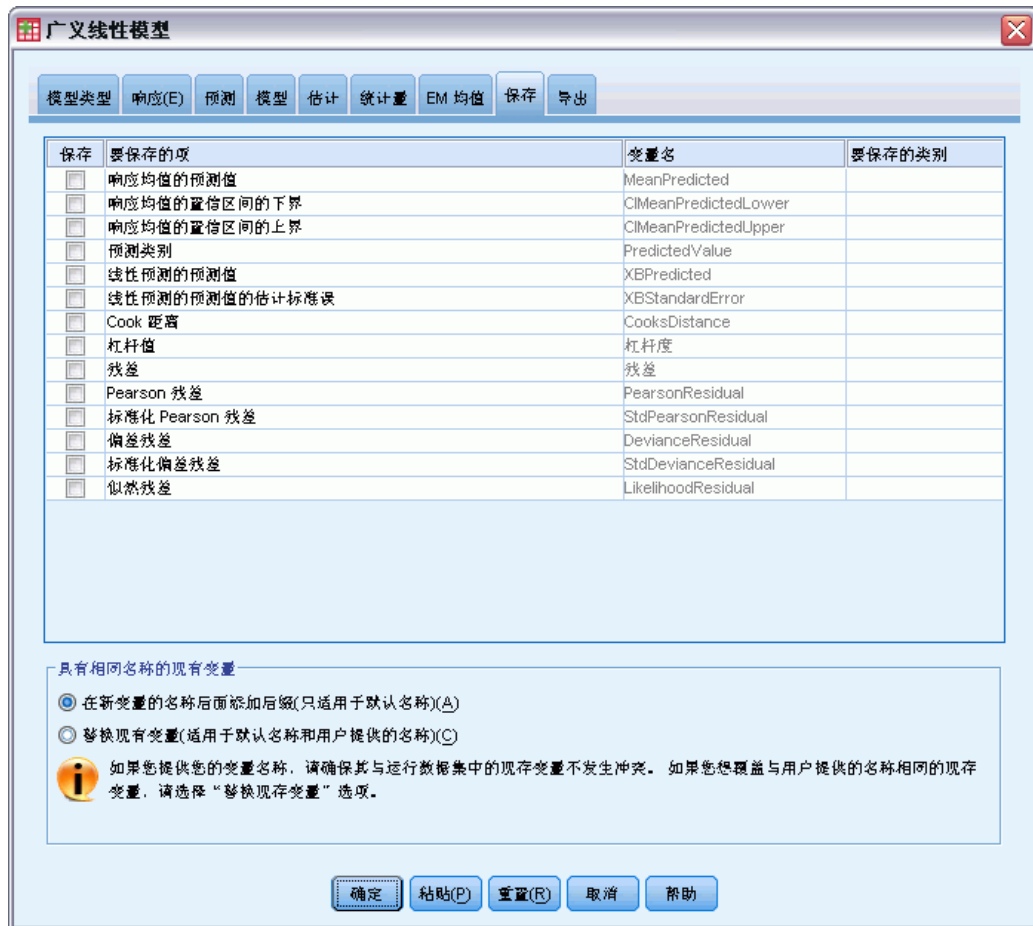 广义线性模型
模型类型 响应(E) 预测 模型 估计 统计量 EM 均值 保存 导出
保存 要保存的项 变量名 要保存的类别
响应均值的预测值 MeanPredicted
响应均值的置信区间的下界 CIMeanPredictedLower
响应均值的置信区间的上界 CIMeanPredictedUpper
预测类别 PredictedValue
线性预测的预测值 XBPredicted
线性预测的预测值的估计标准误 XBStandardError
Cook 距离 CooksDistance
杠杆值 杠杆度
残差 残差
Pearson 残差 PearsonResidual
标准化 Pearson 残差 StdPearsonResidual
偏差残差 DevianceResidual
标准化偏差残差 StdDevianceResidual
似然残差 LikelihoodResidual
具有相同名称的现有变量
在新变量的名称后面添加后缀(只适用于默认名称)(A)
替换现有变量(适用于默认名称和用户提供的名称)(C)
如果您提供您的变量名称，请确保其与运行数据集中的现存变量不发生冲突。 如果您想覆盖与用户提供的名称相同的现存
变量，请选择“替换现存变量”选项。
确定 粘贴(P) 重置(R) 取消 帮助